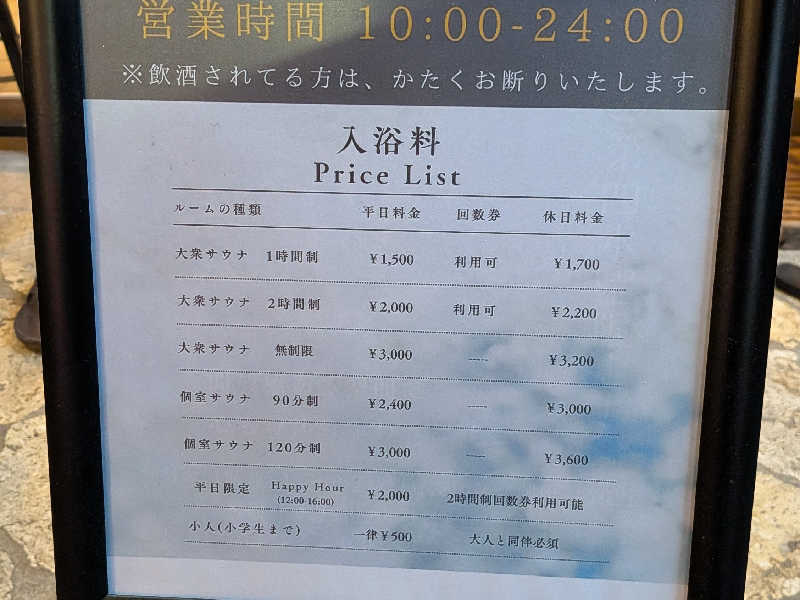 営業時間 10:00-24:00
※飲酒されてる方は、かたくお断りいたします。
入浴料
Price List
ルームの種類 平日料金 回数券 休日料金
大衆サウナ 1時間制 ¥1,500 利用可 ¥1,700
大衆サウナ 2時間制 ¥2,000 利用可 ¥2,200
大衆サウナ 無制限 ¥3,000 — ¥3,200
個室サウナ 90分制 ¥2,400 — ¥3,000
個室サウナ 120分制 ¥3,000 — ¥3,600
平日限定 Happy Hour (12:00-16:00) ¥2,000 2時間制回数券利用可能
小人(小学生まで) 一律¥500 大人と同伴必須